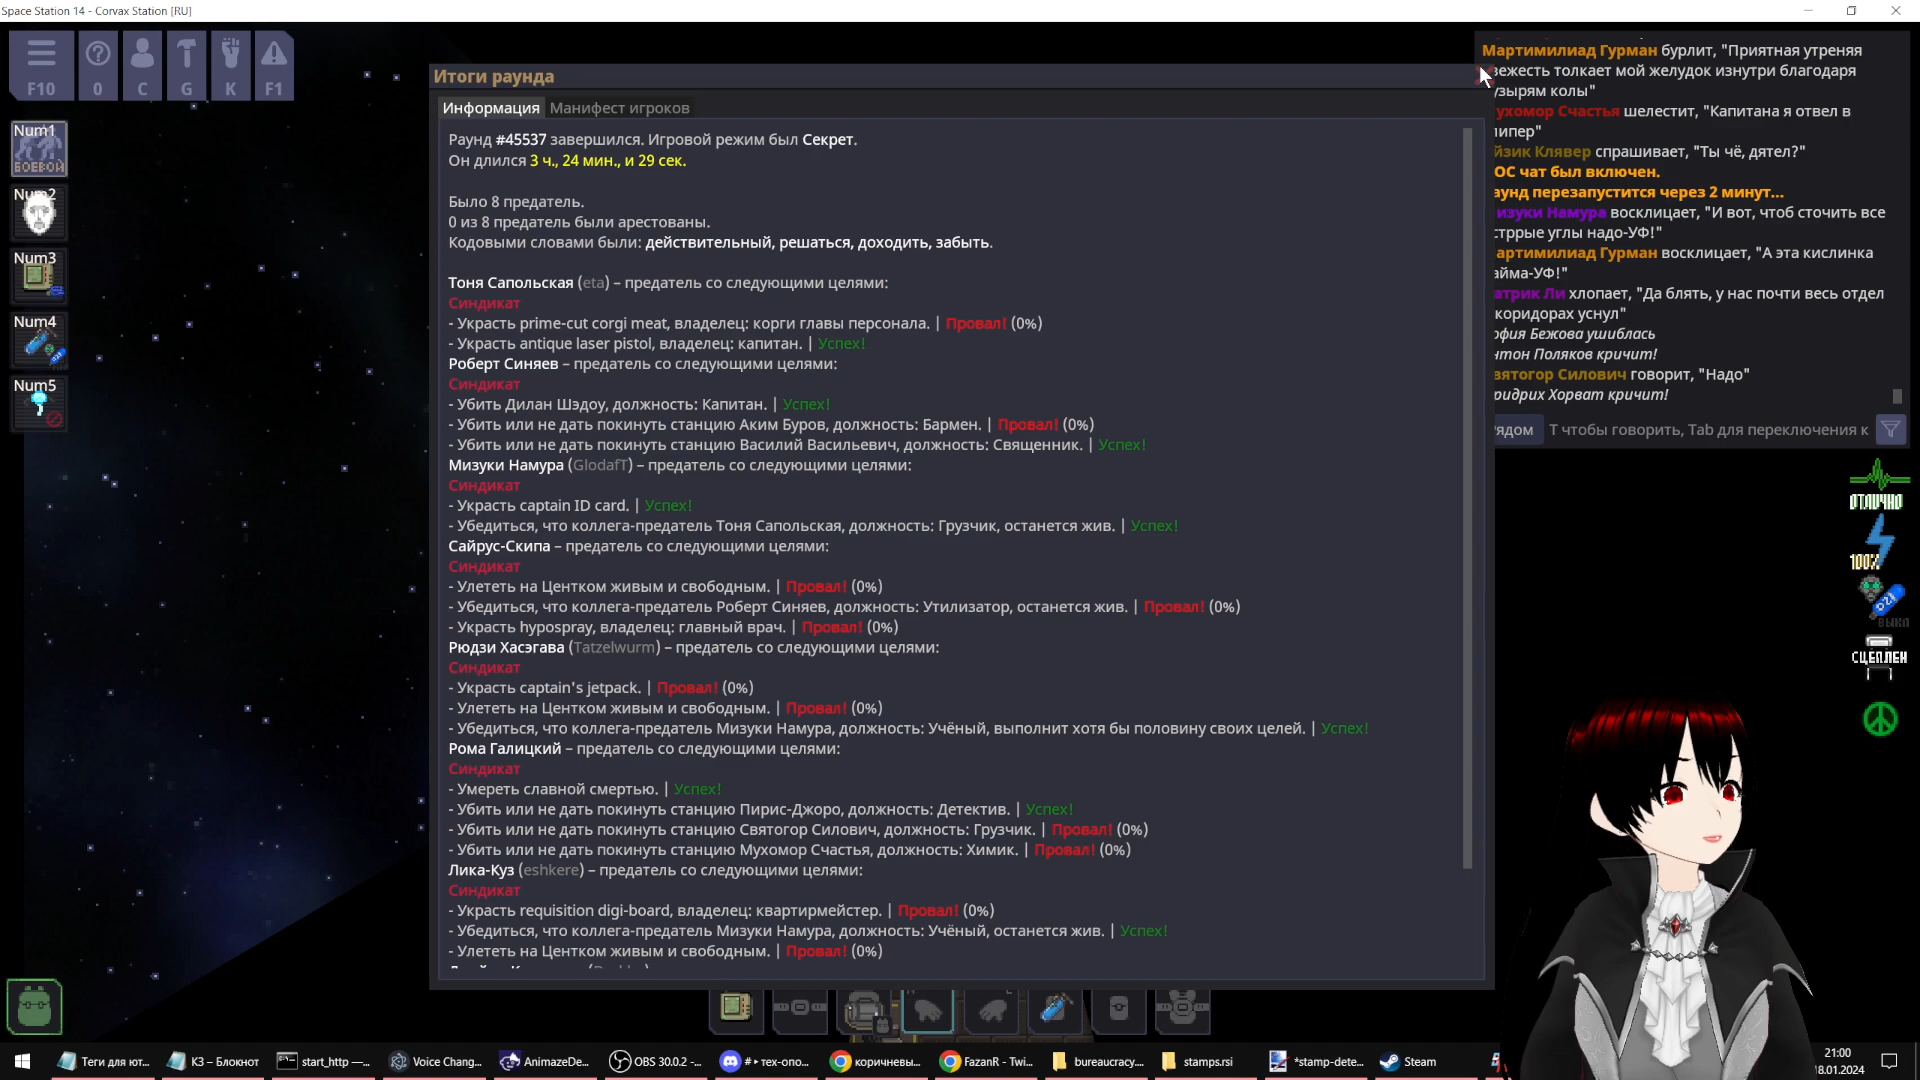 Space Station 14 - Corvax Station [RU]
F10
0
C
G
K
F1
Num1
БОЕВОЙ
Num2
Num3
Num4
Num5
Итоги раунда
Информация Манифест игроков
Раунд #45537 завершился. Игровой режим был Секрет.
Он длился 3 ч., 24 мин., и 29 сек.
Было 8 предатель.
0 из 8 предатель были арестованы.
Кодовыми словами были: действительный, решаться, доходить, забыть.
Тоня Сапольская (eta) – предатель со следующими целями:
Синдикат
- Украсть prime-cut corgi meat, владелец: корги главы персонала. | Провал! (0%)
- Украсть antique laser pistol, владелец: капитан. | Успех!
Роберт Синяев – предатель со следующими целями:
Синдикат
- Убить Дилан Шэдоу, должность: Капитан. | Успех!
- Убить или не дать покинуть станцию Аким Буров, должность: Бармен. | Провал! (0%)
- Убить или не дать покинуть станцию Василий Васильевич, должность: Священник. | Успех!
Мизуки Намура (GlodafT) – предатель со следующими целями:
Синдикат
- Украсть captain ID card. | Успех!
- Убедиться, что коллега-предатель Тоня Сапольская, должность: Грузчик, останется жив. | Успех!
Сайрус-Скипа – предатель со следующими целями:
Синдикат
- Улететь на Центком живым и свободным. | Провал! (0%)
- Убедиться, что коллега-предатель Роберт Синяев, должность: Утилизатор, останется жив. | Провал! (0%)
- Украсть hypospray, владелец: главный врач. | Провал! (0%)
Рюдзи Хасэгава (Tatzelwurm) – предатель со следующими целями:
Синдикат
- Украсть captain's jetpack. | Провал! (0%)
- Улететь на Центком живым и свободным. | Провал! (0%)
- Убедиться, что коллега-предатель Мизуки Намура, должность: Учёный, выполнит хотя бы половину своих целей. | Успех!
Рома Галицкий – предатель со следующими целями:
Синдикат
- Умереть славной смертью. | Успех!
- Убить или не дать покинуть станцию Пирис-Джоро, должность: Детектив. | Успех!
- Убить или не дать покинуть станцию Святогор Силович, должность: Грузчик. | Провал! (0%)
- Убить или не дать покинуть станцию Мухомор Счастья, должность: Химик. | Провал! (0%)
Лика-Куз (eshkere) – предатель со следующими целями:
Синдикат
- Украсть requisition digi-board, владелец: квартирмейстер. | Провал! (0%)
- Убедиться, что коллега-предатель Мизуки Намура, должность: Учёный, останется жив. | Успех!
- Улететь на Центком живым и свободным. | Провал! (0%)
Мартимилиад Гурман бурлит, "Приятная утреняя
вежесть толкает мой желудок изнутри благодаря
узырям колы"
ухомор Счастья шелестит, "Капитана я отвел в
липер"
йзик Клявер спрашивает, "Ты чё, дятел?"
ОС чат был включен.
аунд перезапустится через 2 минут...
изуки Намура восклицает, "И вот, чтоб сточить все
стррые углы надо-УФ!"
артимилиад Гурман восклицает, "А эта кислинка
айма-УФ!"
атрик Ли хлопает, "Да блять, у нас почти весь отдел
коридорах уснул"
офия Бежова ушиблась
нтон Поляков кричит!
вятогор Силович говорит, "Надо"
ридрих Хорват кричит!
Рядом T чтобы говорить, Tab для переключения к
ОТЛИЧНО
100%
ВЫКЛ
СЦЕПЛЕН
Теги для ют...
КЗ – Блокнот
start_http —...
Voice Chang...
AnimazeDe...
OBS 30.0.2 -...
# ▸ тех-опо...
коричневы...
FazanR - Twi...
bureaucracy...
stamps.rsi
*stamp-dete...
Steam
21:00
8.01.2024